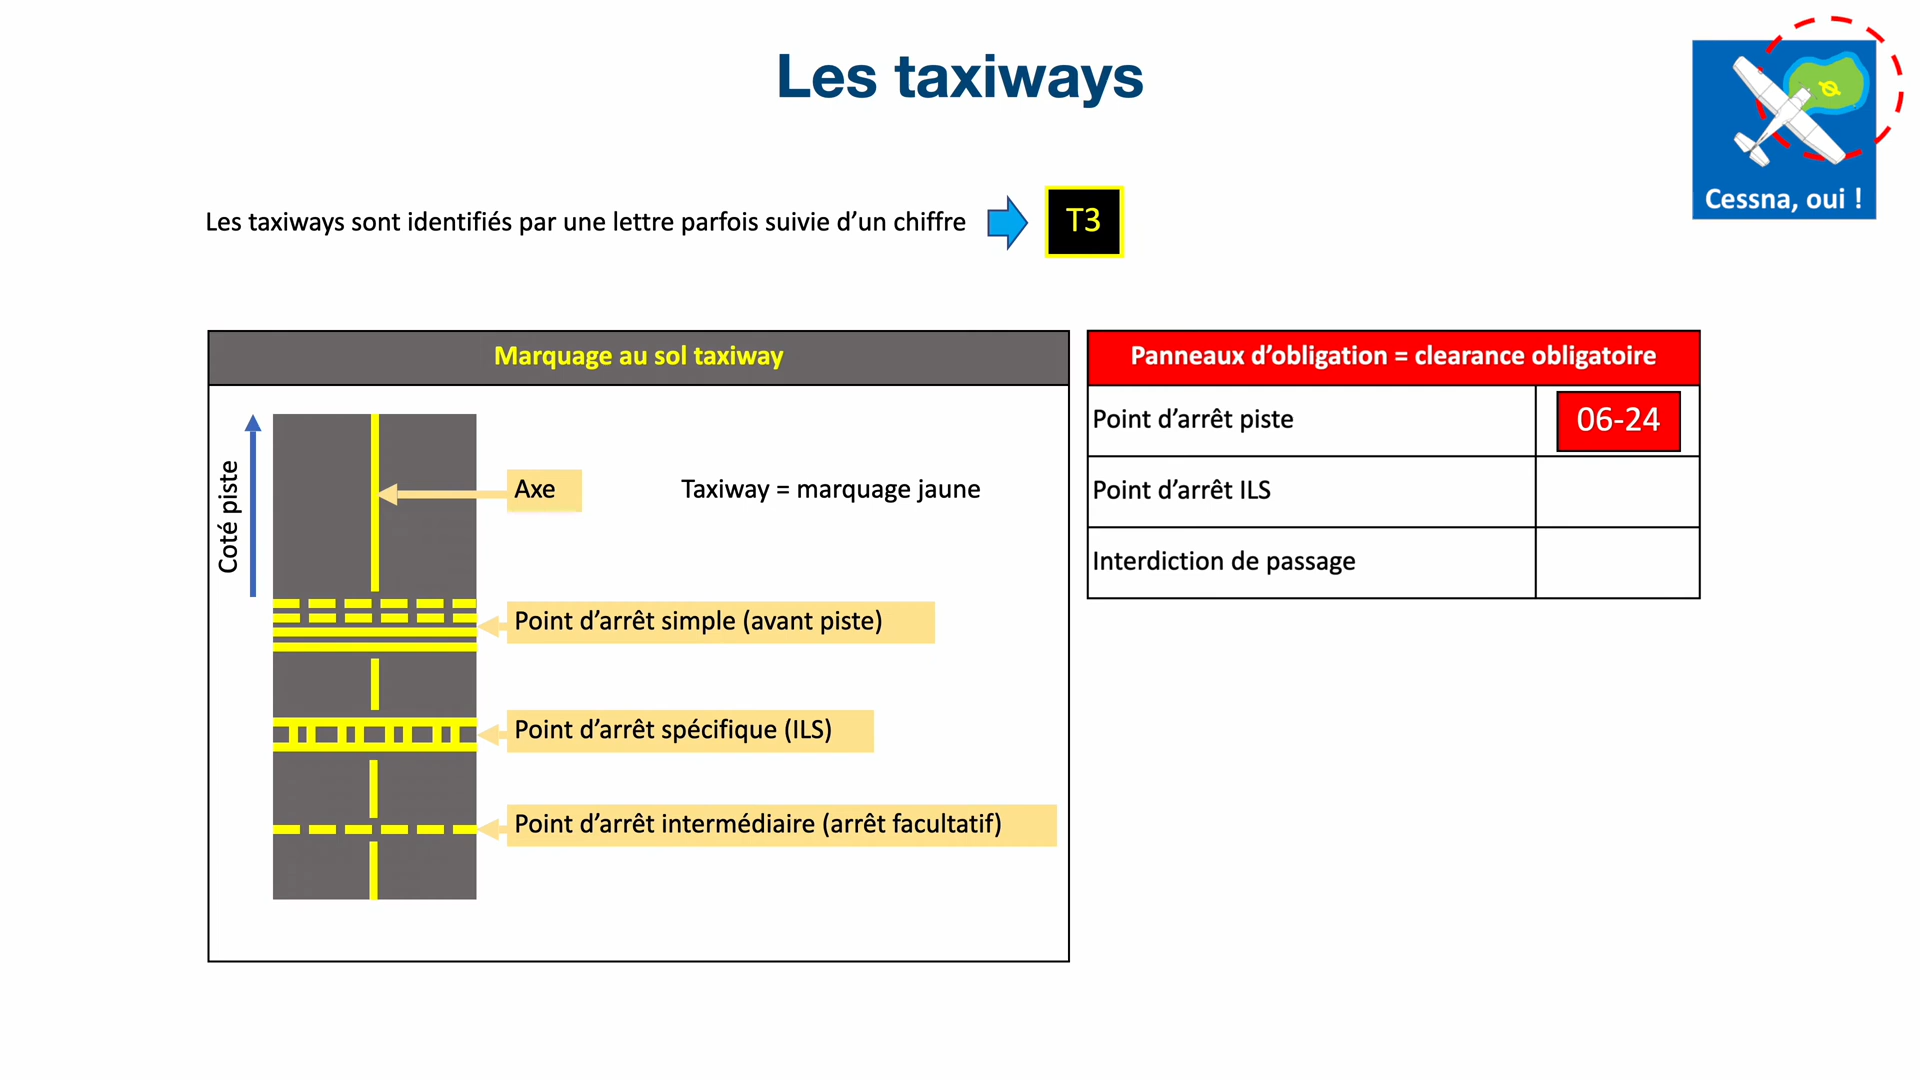 Les taxiways
Cessna, oui !
Les taxiways sont identifiés par une lettre parfois suivie d’un chiffre
T3
Marquage au sol taxiway
Coté piste
Axe
Taxiway = marquage jaune
Point d’arrêt simple (avant piste)
Point d’arrêt spécifique (ILS)
Point d’arrêt intermédiaire (arrêt facultatif)
Panneaux d’obligation = clearance obligatoire
Point d’arrêt piste
06-24
Point d’arrêt ILS
Interdiction de passage